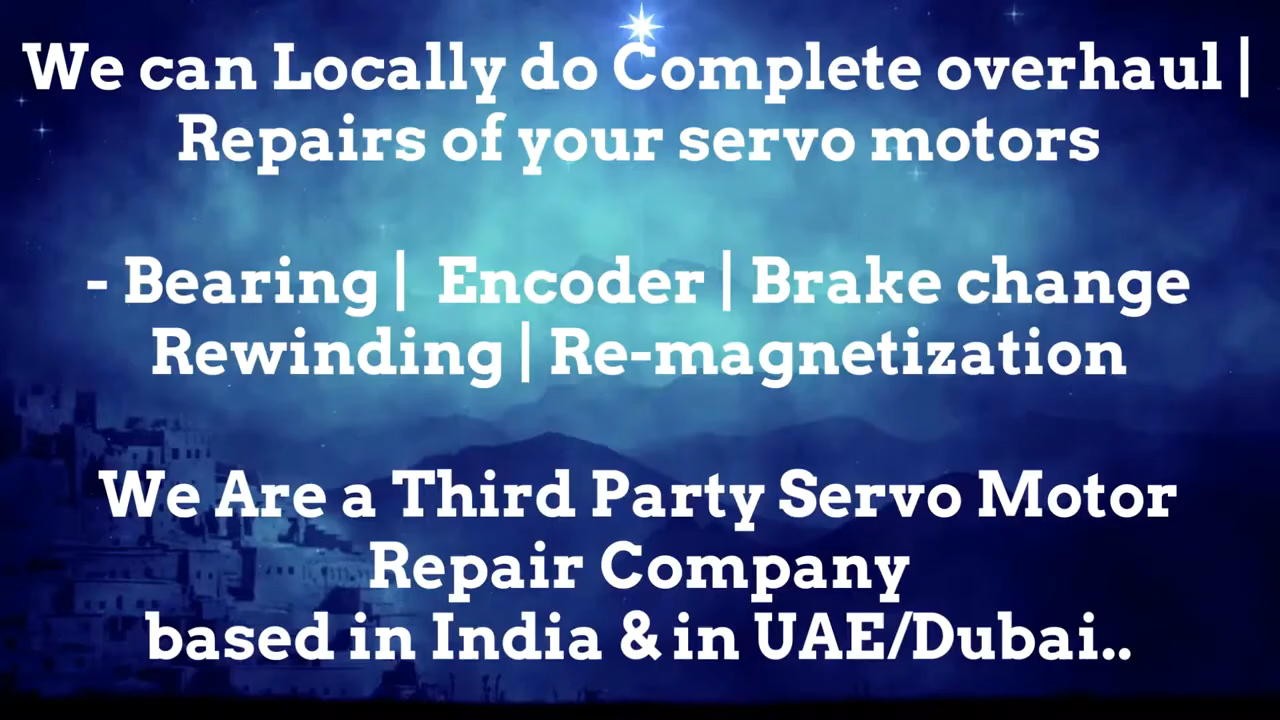 We can Locally do Complete overhaul |
Repairs of your servo motors
- Bearing | Encoder | Brake change
Rewinding | Re-magnetization
We Are a Third Party Servo Motor
Repair Company
based in India & in UAE/Dubai..